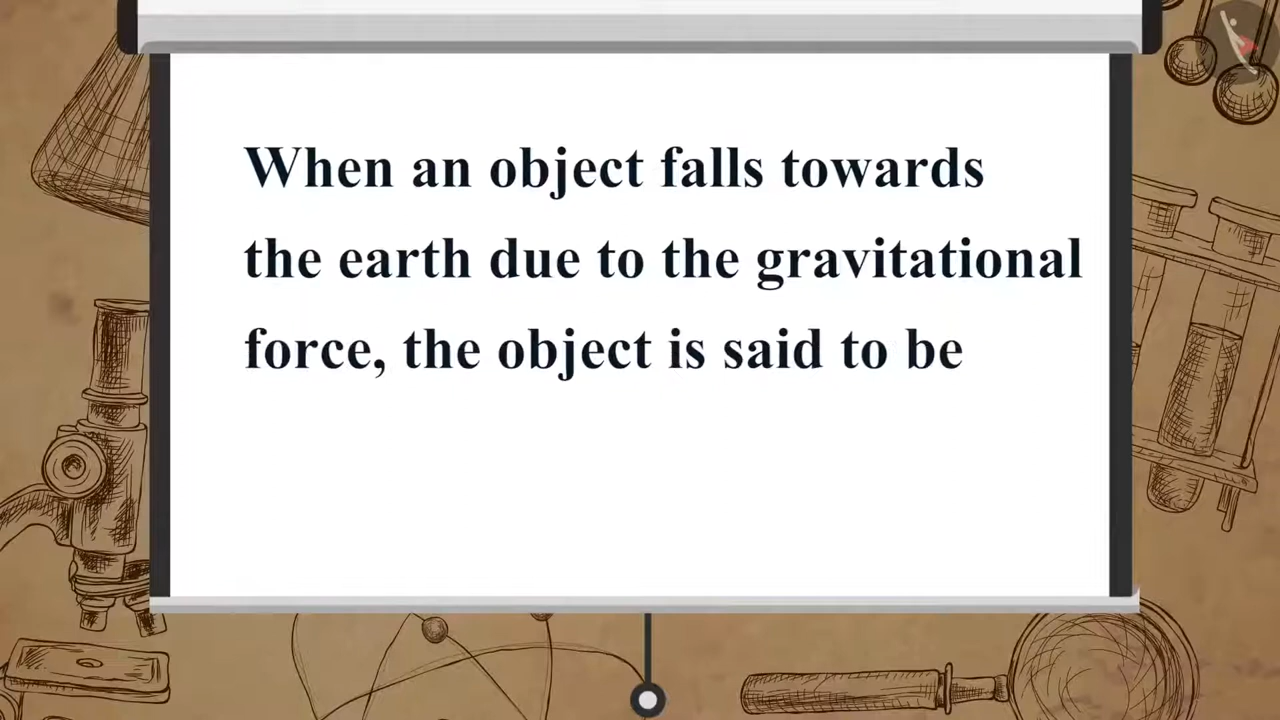 When an object falls towards
the earth due to the gravitational
force, the object is said to be